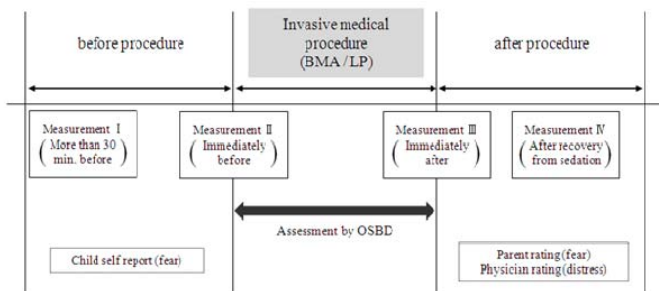 before procedure
Invasive medical
procedure
(BMA / LP)
after procedure
Measurement Ⅰ
(More than 30
min. before)
Measurement Ⅱ
(Immediately
before)
Measurement Ⅲ
(Immediately
after)
Measurement Ⅳ
(After recovery
from sedation)
Assessment by OSBD
Child self report (fear)
Parent rating (fear)
Physician rating (distress)